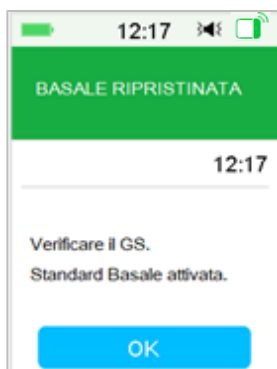 12:17
BASALE RIPRISTINATA
12:17
Verificare il GS.
Standard Basale attivata.
OK